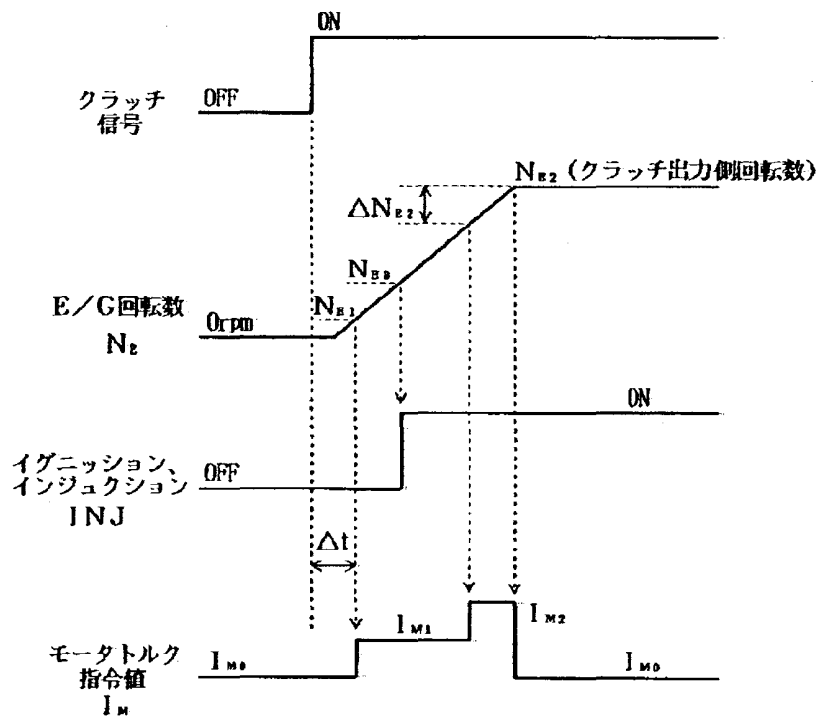 ON
OFF
クラッチ
信号
N_E2 (クラッチ出力側回転数)
△N_E2
N_E3
N_E1
E/G回転数
N_E
0rpm
ON
イグニッション、
インジュクション
INJ
OFF
△t
I_M1
I_M2
モータトルク
指令値
I_M
I_M0
I_M0